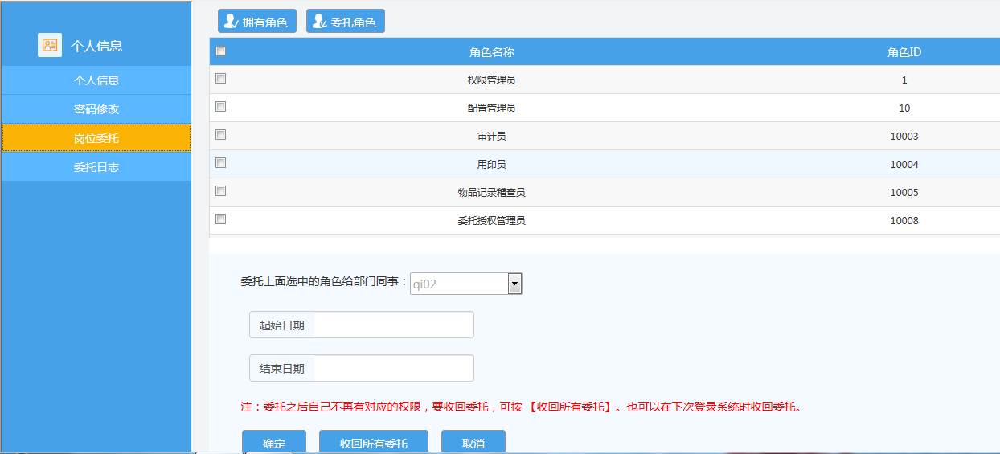 个人信息
个人信息
密码修改
岗位委托
委托日志
拥有角色 委托角色
角色名称 角色ID
权限管理员 1
配置管理员 10
审计员 10003
用印员 10004
物品记录稽查员 10005
委托授权管理员 10008
委托上面选中的角色给部门同事：qi02
起始日期
结束日期
注：委托之后自己不再有对应的权限，要收回委托，可按 【收回所有委托】。也可以在下次登录系统时收回委托。
确定 收回所有委托 取消